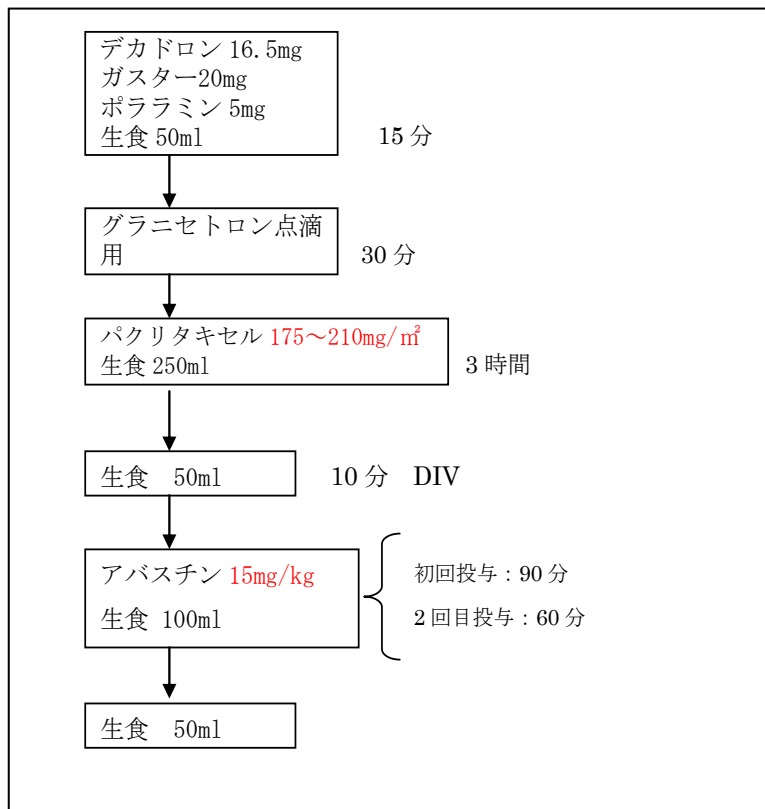 デカドロン 16.5mg
ガスター20mg
ポララミン 5mg
生食 50ml
15 分
グラニセトロン点滴
用
30 分
パクリタキセル 175～210mg/㎡
生食 250ml
3 時間
生食　50ml
10 分　DIV
アバスチン 15mg/kg
生食 100ml
初回投与：90 分
2 回目投与：60 分
生食　50ml